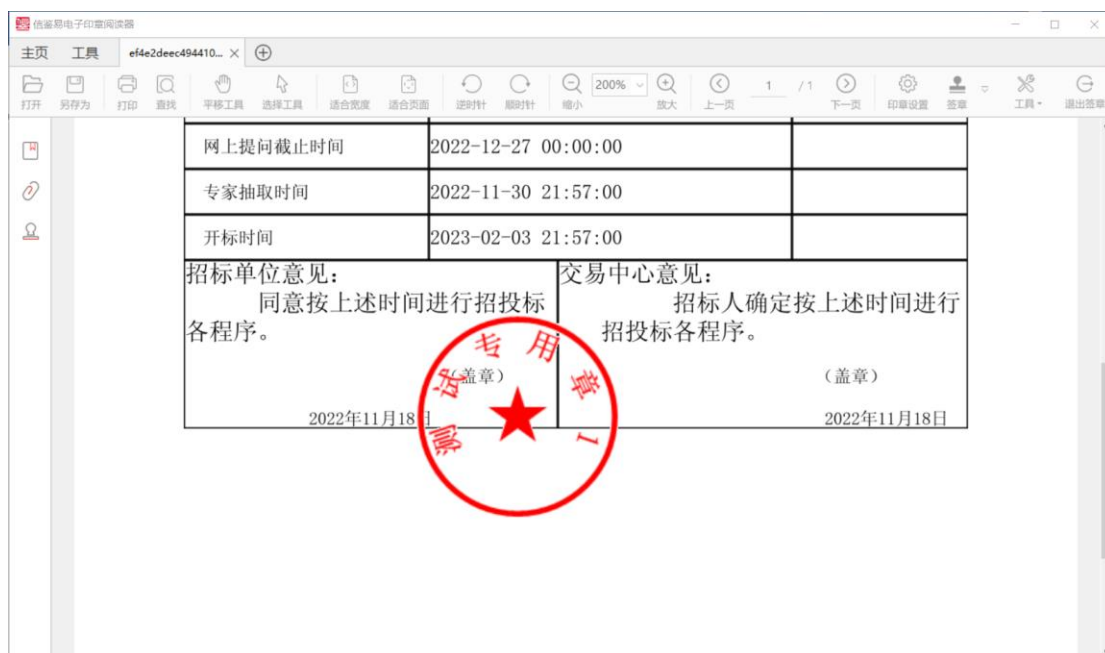 信鉴易电子印章阅读器
主页 工具 ef4e2deec494410...
打开 另存为 打印 查找 平移工具 选择工具 适合宽度 适合页面 逆时针 顺时针 缩小 200% 放大 上一页 1 / 1 下一页 印章设置 签章 工具 退出签章
网上提问截止时间 2022-12-27 00:00:00
专家抽取时间 2022-11-30 21:57:00
开标时间 2023-02-03 21:57:00
招标单位意见:
同意按上述时间进行招投标
各程序。
(盖章)
2022年11月18日
交易中心意见:
招标人确定按上述时间进行
招投标各程序。
(盖章)
2022年11月18日
测试专用章1